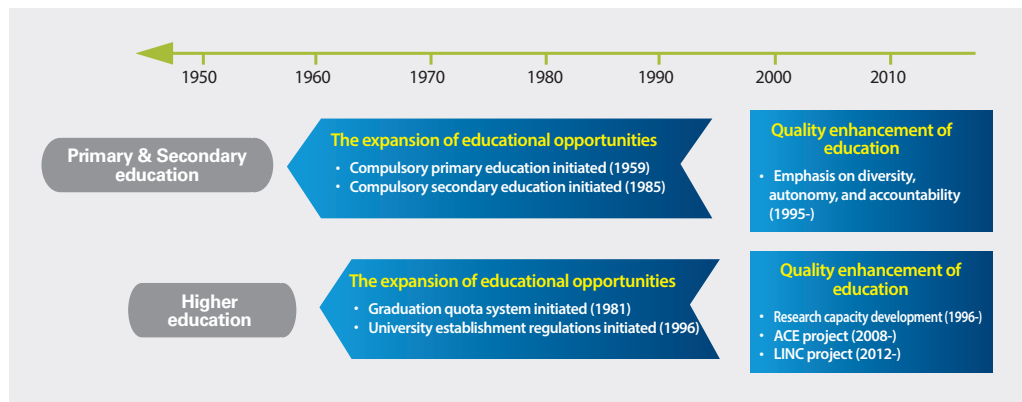 1950 1960 1970 1980 1990 2000 2010
Primary & Secondary
education
The expansion of educational opportunities
• Compulsory primary education initiated (1959)
• Compulsory secondary education initiated (1985)
Quality enhancement of
education
• Emphasis on diversity,
autonomy, and accountability
(1995-)
Higher
education
The expansion of educational opportunities
• Graduation quota system initiated (1981)
• University establishment regulations initiated (1996)
Quality enhancement of
education
• Research capacity development (1996-)
• ACE project (2008-)
• LINC project (2012-)